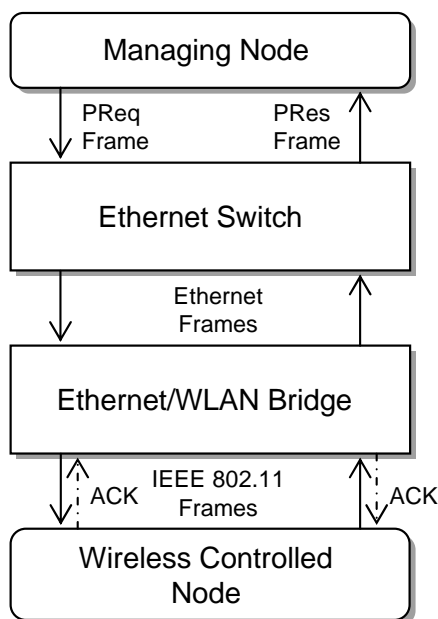 Managing Node
PReq
Frame
PRes
Frame
Ethernet Switch
Ethernet
Frames
Ethernet/WLAN Bridge
ACK
IEEE 802.11
Frames
ACK
Wireless Controlled
Node